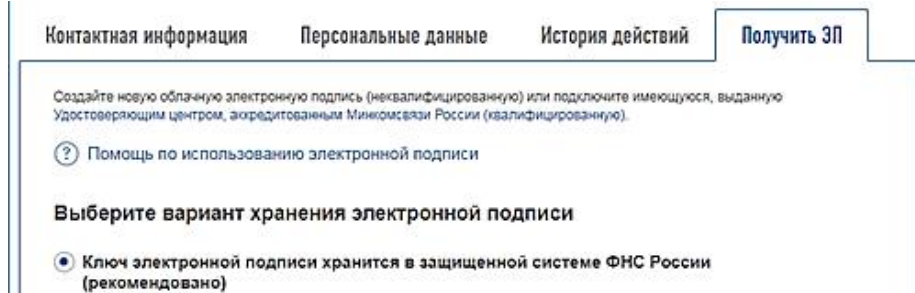 Контактная информация Персональные данные История действий Получить ЭП
Создайте новую облачную электронную подпись (неквалифицированную) или подключите имеющуюся, выданную
Удостоверяющим центром, аккредитованным Минкомсвязи России (квалифицированную).
? Помощь по использованию электронной подписи
Выберите вариант хранения электронной подписи
Ключ электронной подписи хранится в защищенной системе ФНС России
(рекомендовано)